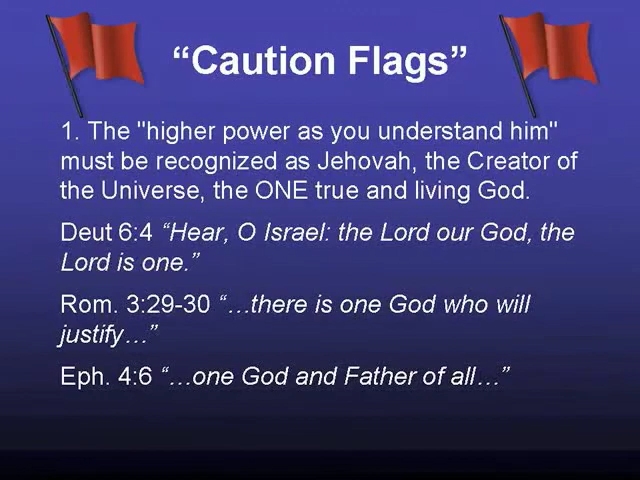 “Caution Flags”
1. The "higher power as you understand him"
must be recognized as Jehovah, the Creator of
the Universe, the ONE true and living God.
Deut 6:4 “Hear, O Israel: the Lord our God, the
Lord is one.”
Rom. 3:29-30 “…there is one God who will
justify…”
Eph. 4:6 “…one God and Father of all…”